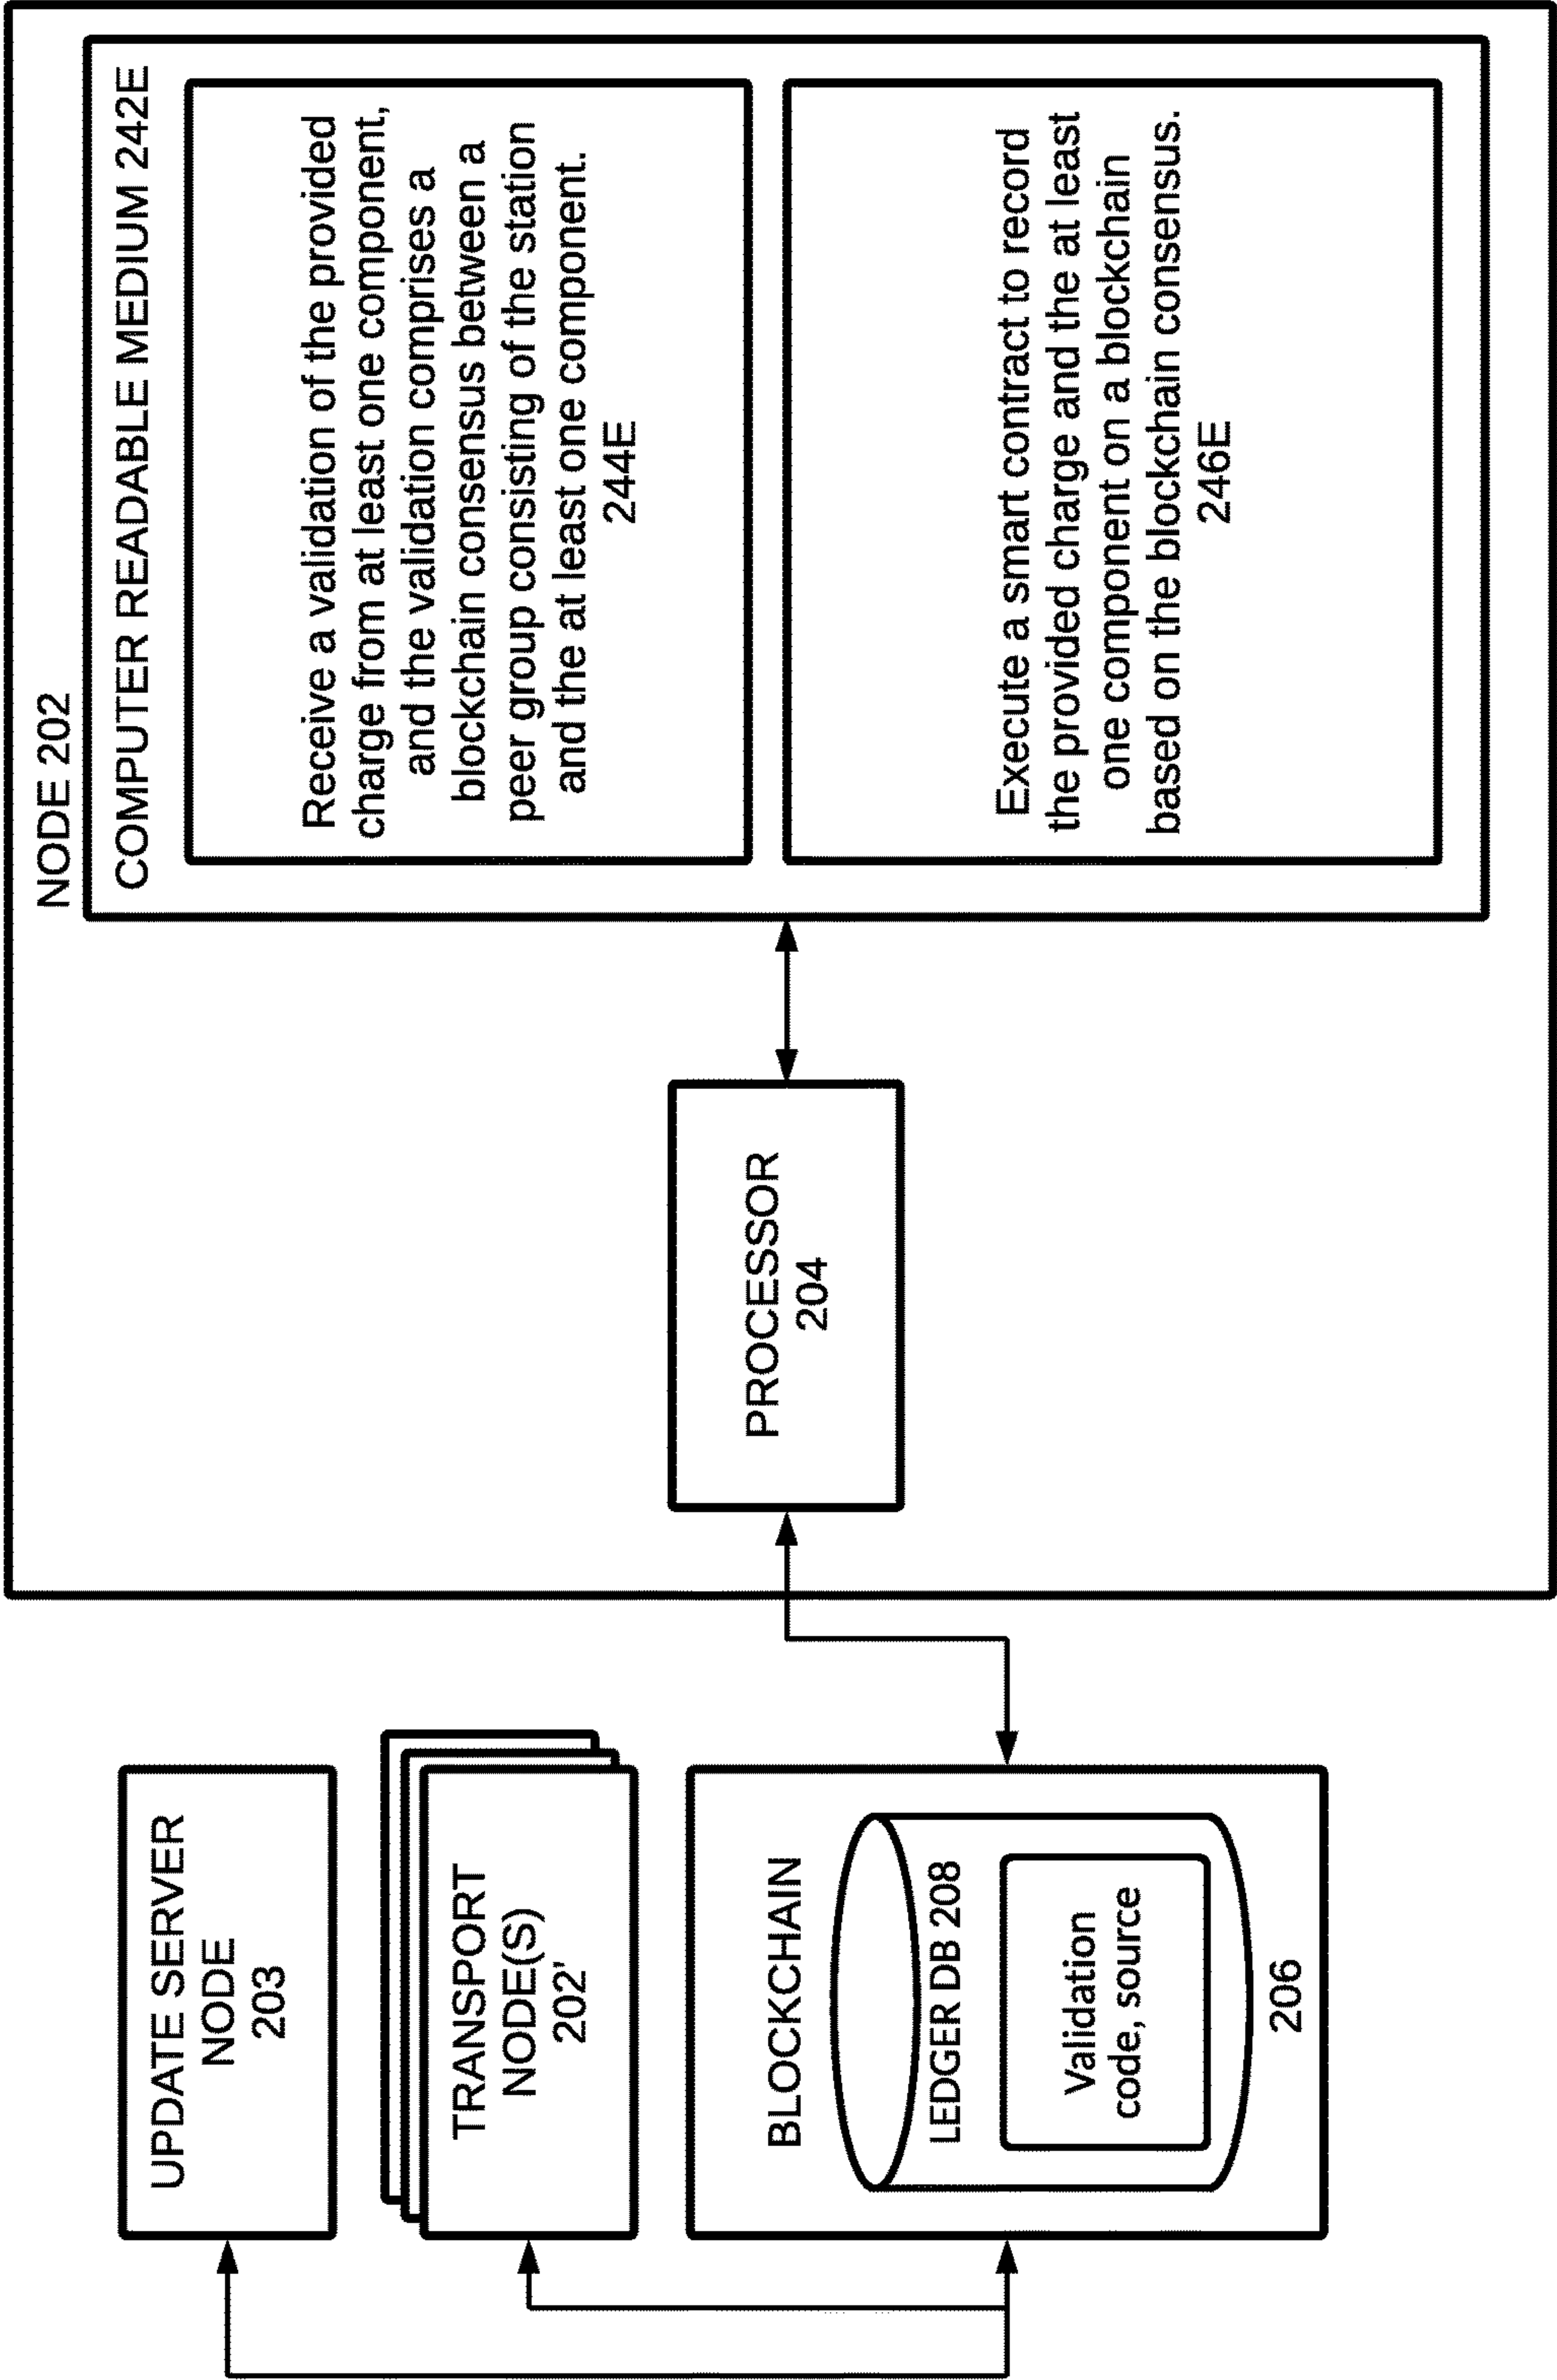 UPDATE SERVER
NODE
203
TRANSPORT
NODE(S)
202'
BLOCKCHAIN
LEDGER DB 208
Validation
code, source
206
NODE 202
PROCESSOR
204
COMPUTER READABLE MEDIUM 242E
Receive a validation of the provided
charge from at least one component,
and the validation comprises a
blockchain consensus between a
peer group consisting of the station
and the at least one component.
244E
Execute a smart contract to record
the provided charge and the at least
one component on a blockchain
based on the blockchain consensus.
246E